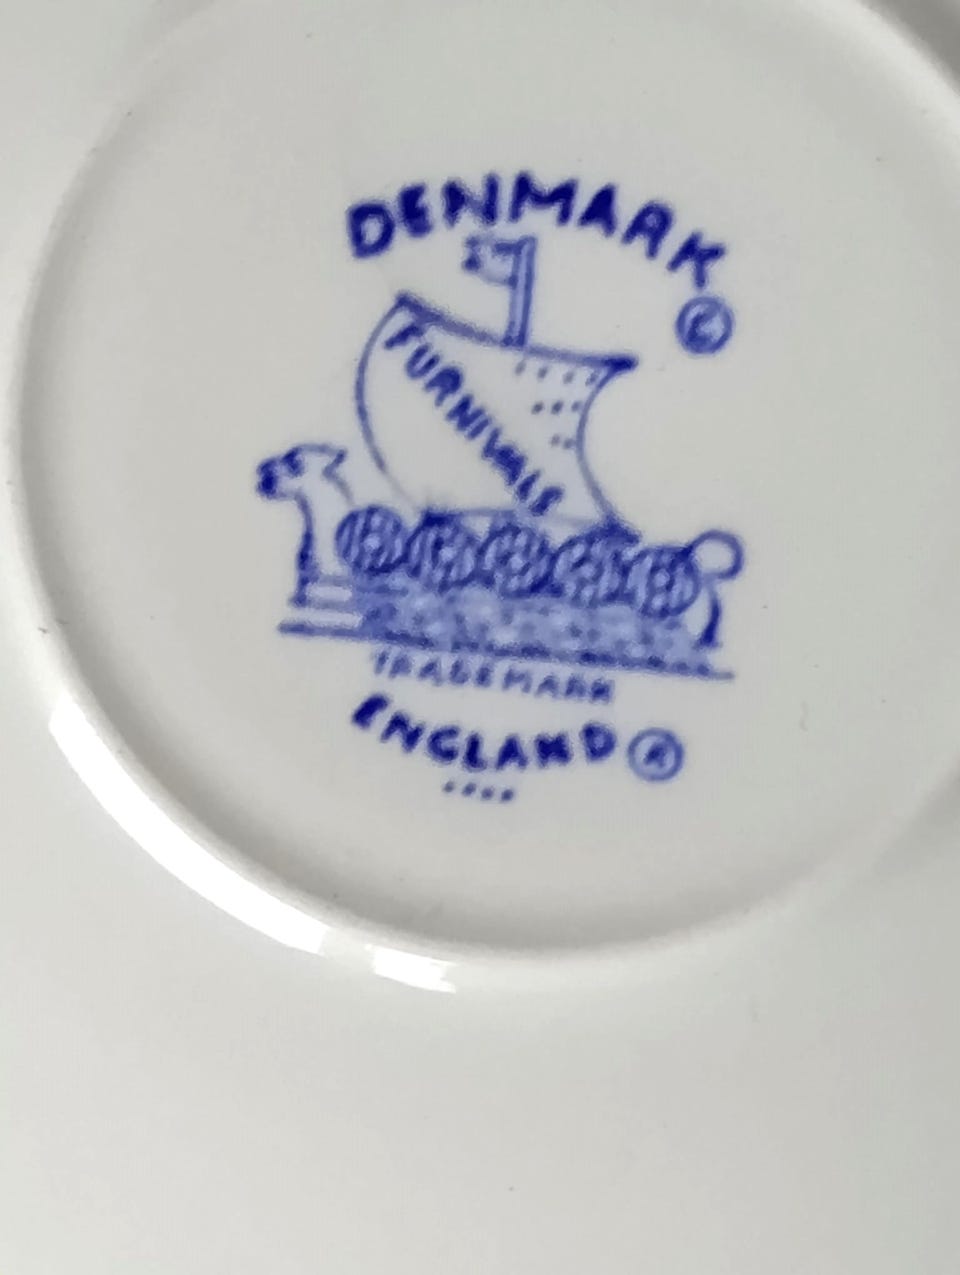 DENMARK
©
FURNIVALS
TRADEMARK
ENGLAND ®